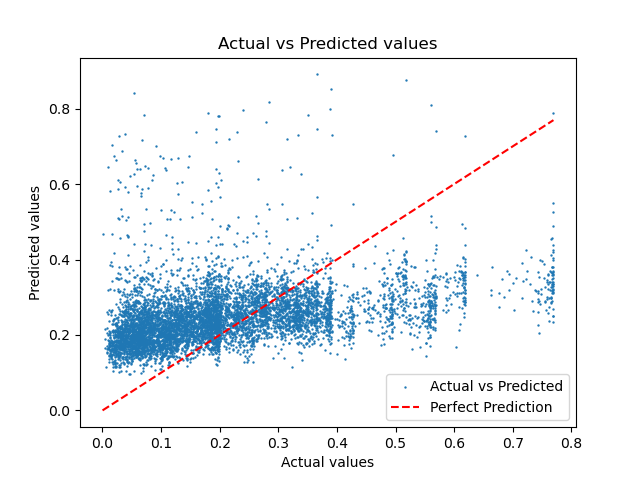 Actual vs Predicted values
Predicted values
0.8
0.6
0.4
0.2
0.0
Actual vs Predicted
Perfect Prediction
0.0 0.1 0.2 0.3 0.4 0.5 0.6 0.7 0.8
Actual values